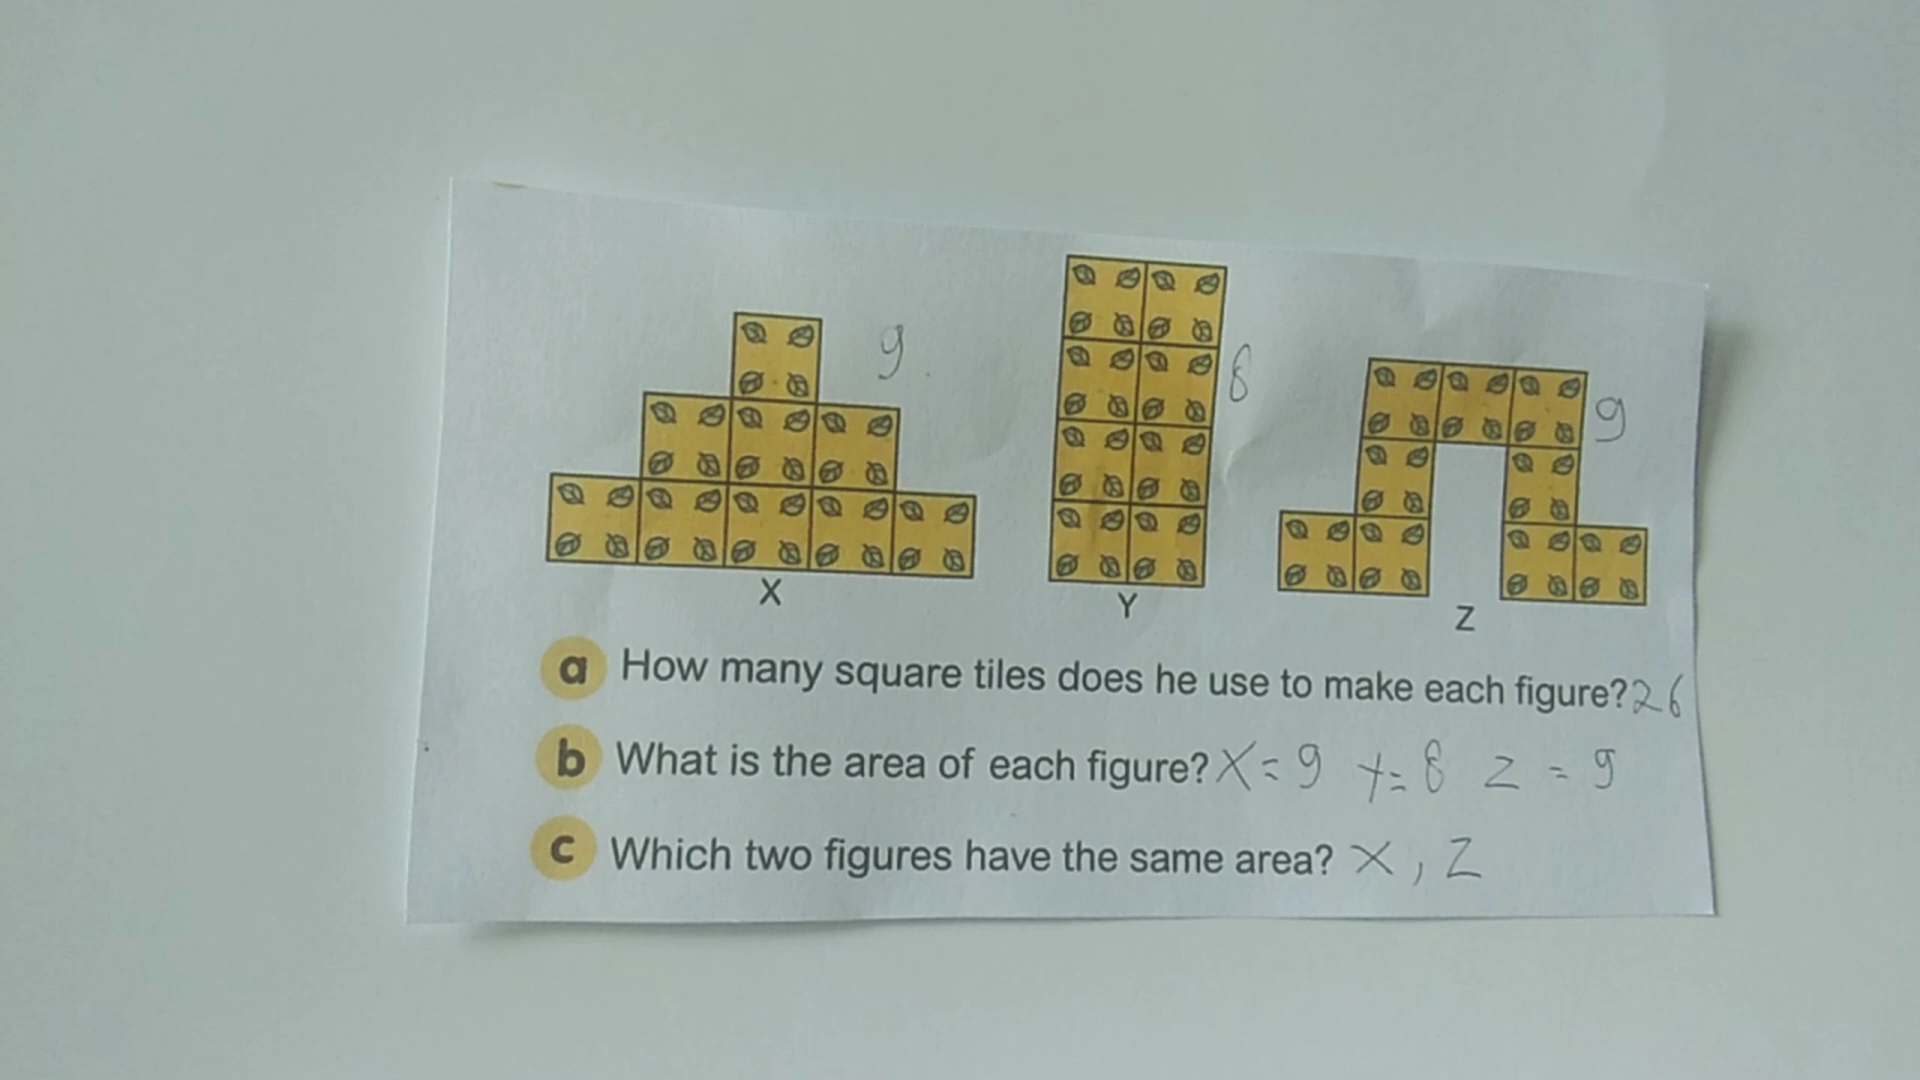 9.
8
9
X
Y
Z
a How many square tiles does he use to make each figure? 26
b What is the area of each figure? X = 9 Y = 8 Z = 9
c Which two figures have the same area? X, Z